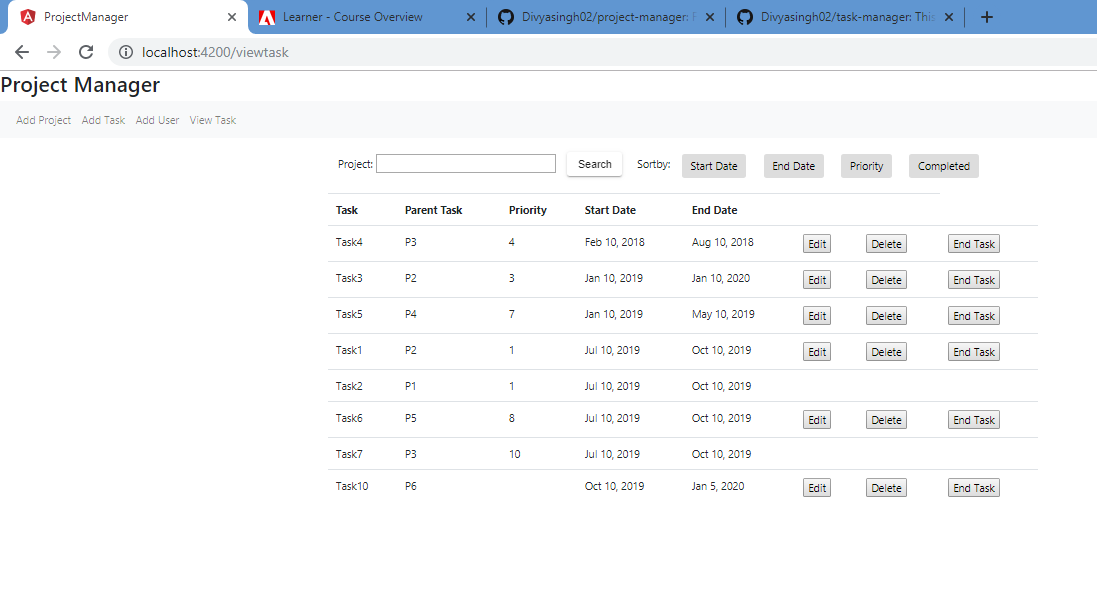 ProjectManager Learner - Course Overview Divyasingh02/project-manager: Divyasingh02/task-manager: This
localhost:4200/viewtask
Project Manager
Add Project Add Task Add User View Task
Project: Search Sortby: Start Date End Date Priority Completed
Task Parent Task Priority Start Date End Date
Task4 P3 4 Feb 10, 2018 Aug 10, 2018 Edit Delete End Task
Task3 P2 3 Jan 10, 2019 Jan 10, 2020 Edit Delete End Task
Task5 P4 7 Jan 10, 2019 May 10, 2019 Edit Delete End Task
Task1 P2 1 Jul 10, 2019 Oct 10, 2019 Edit Delete End Task
Task2 P1 1 Jul 10, 2019 Oct 10, 2019
Task6 P5 8 Jul 10, 2019 Oct 10, 2019 Edit Delete End Task
Task7 P3 10 Jul 10, 2019 Oct 10, 2019
Task10 P6 Oct 10, 2019 Jan 5, 2020 Edit Delete End Task